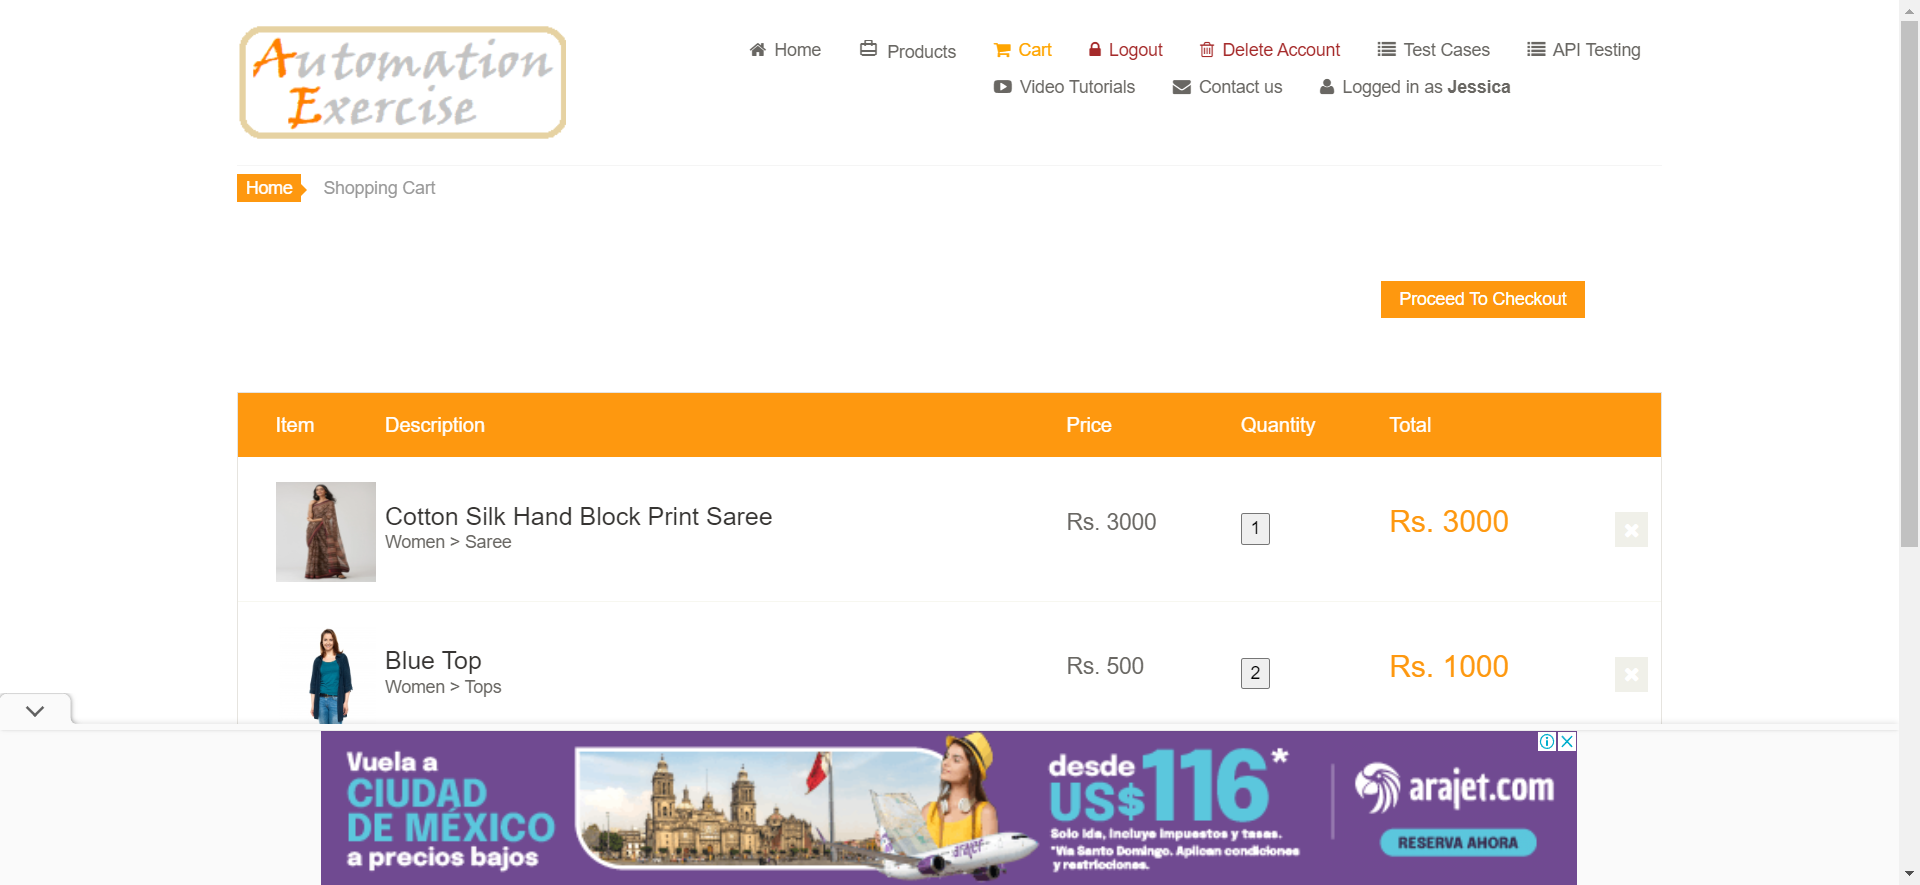 Automation
Exercise
Home
Products
Cart
Logout
Delete Account
Test Cases
API Testing
Video Tutorials
Contact us
Logged in as Jessica
Home
Shopping Cart
Proceed To Checkout
Item Description Price Quantity Total
Cotton Silk Hand Block Print Saree
Women > Saree
Rs. 3000
1
Rs. 3000
Blue Top
Women > Tops
Rs. 500
2
Rs. 1000
Vuela a
CIUDAD
DE MÉXICO
a precios bajos
arajet
desde
US$116*
Solo ida, incluye impuestos y tasas.
*Vía Santo Domingo. Aplican condiciones
y restricciones.
arajet.com
RESERVA AHORA